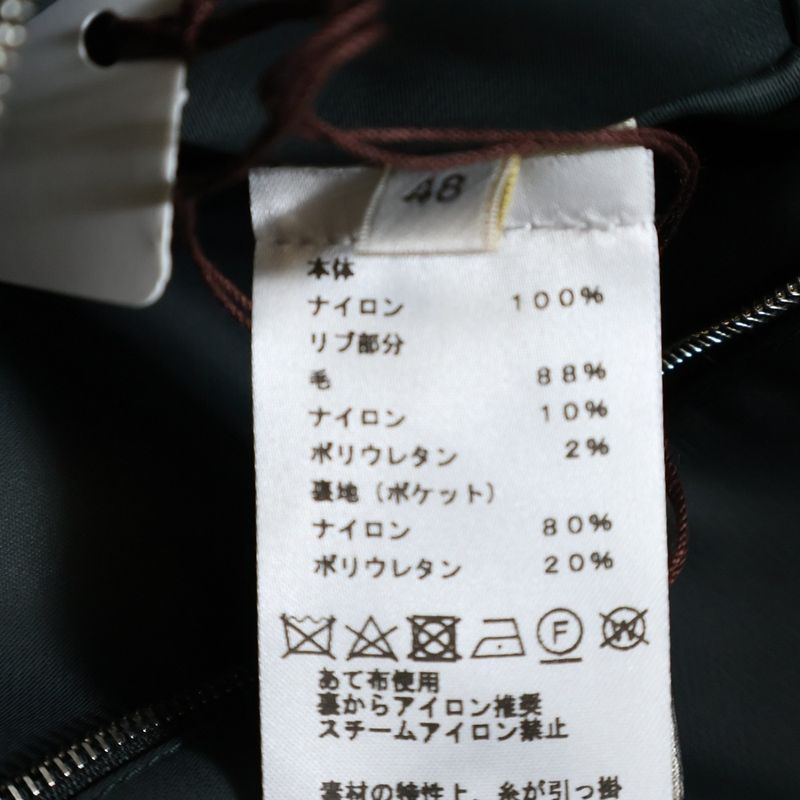 48
本体
ナイロン 100%
リブ部分
毛 88%
ナイロン 10%
ポリウレタン 2%
裏地（ポケット）
ナイロン 80%
ポリウレタン 20%
F W
あて布使用
裏からアイロン推奨
スチームアイロン禁止
素材の特性上、糸が引っ掛